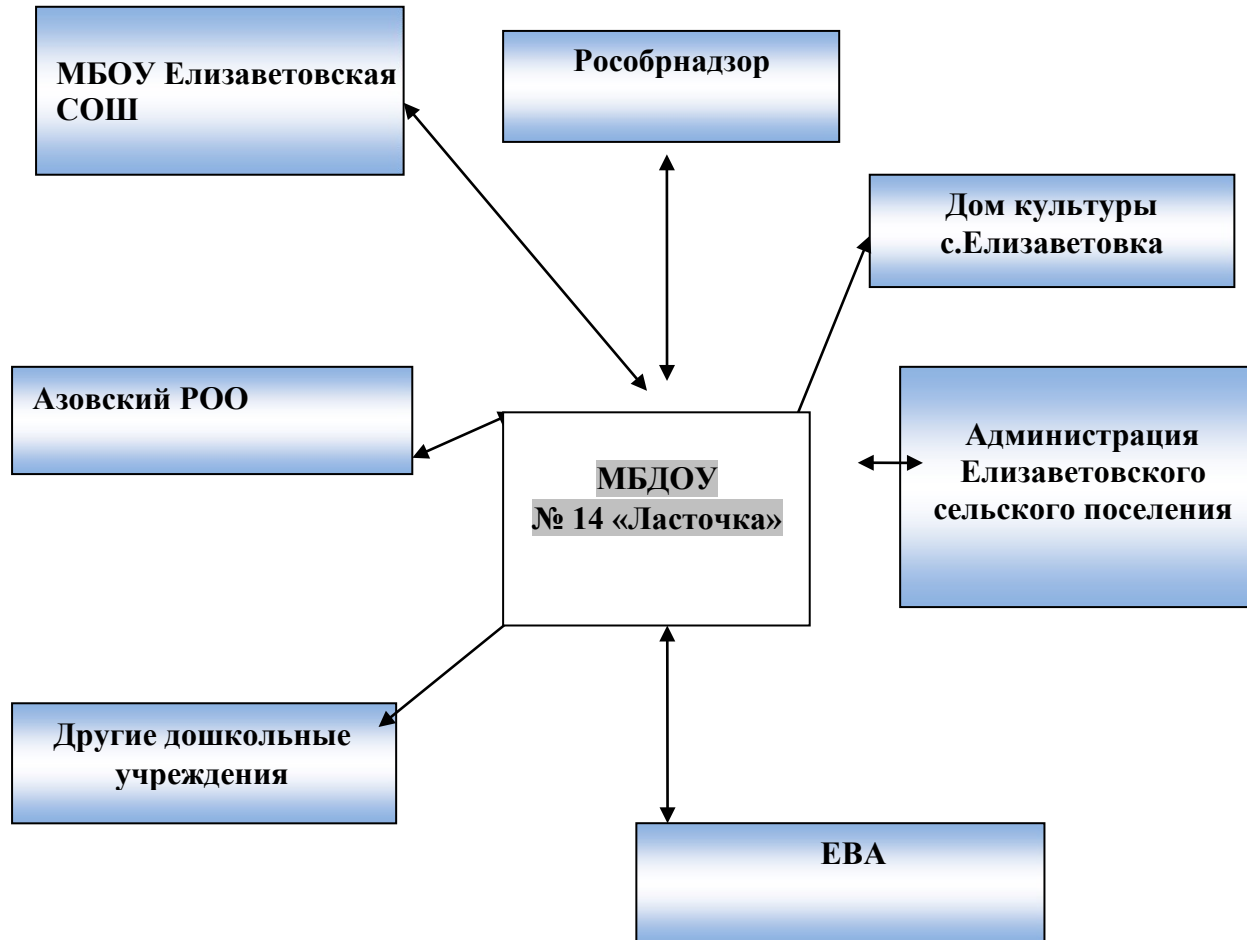 МБОУ Елизаветовская
СОШ
Рособрнадзор
Дом культуры
с.Елизаветовка
Азовский РОО
Администрация
Елизаветовского
сельского поселения
МБДОУ
№ 14 «Ласточка»
Другие дошкольные
учреждения
ЕВА